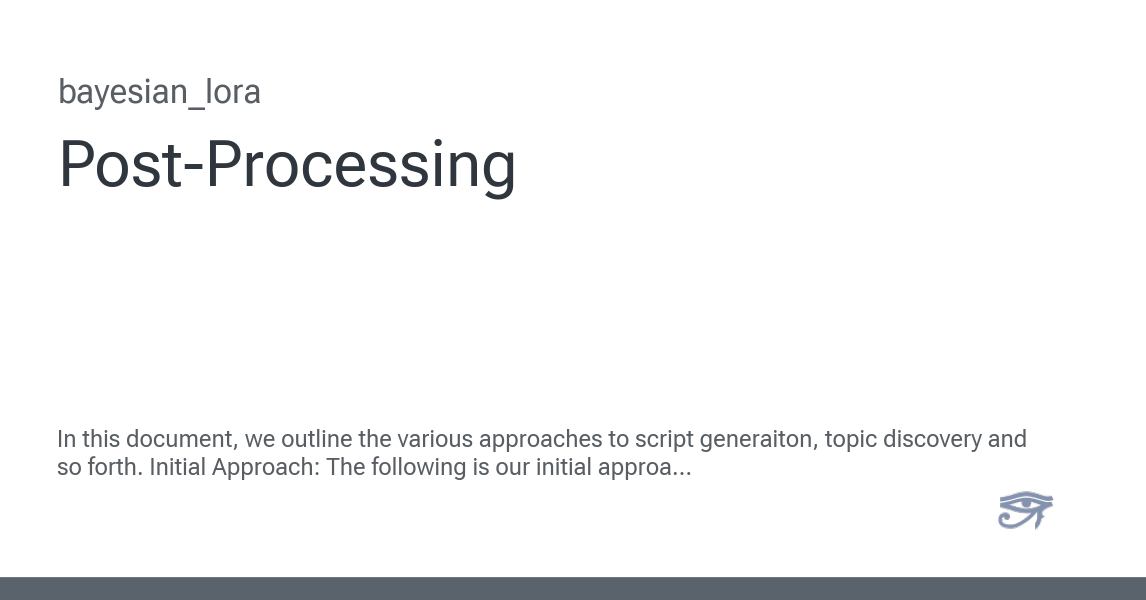 bayesian_lora
Post-Processing
In this document, we outline the various approaches to script generaiton, topic discovery and
so forth. Initial Approach: The following is our initial approa...